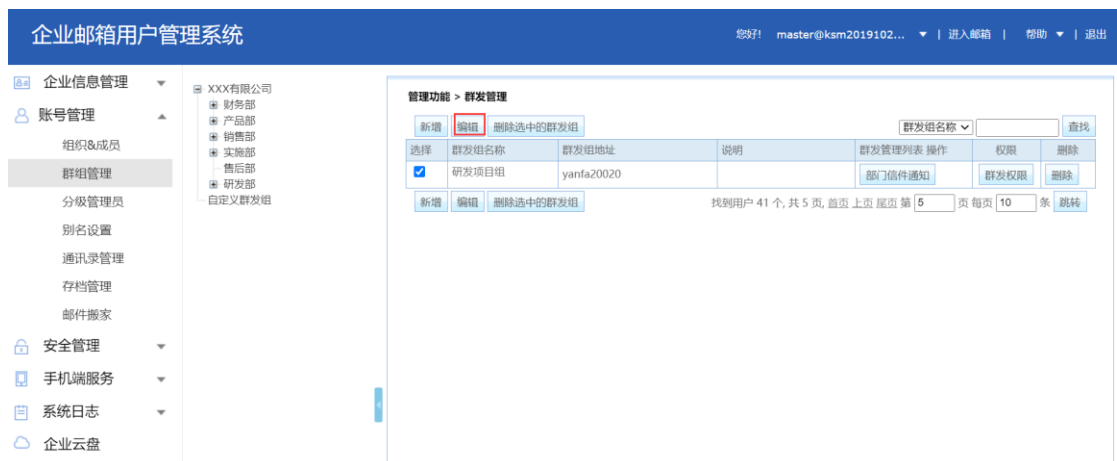 企业邮箱用户管理系统
您好! master@ksm2019102... ▼ | 进入邮箱 | 帮助 ▼ | 退出
企业信息管理
账号管理
组织&成员
群组管理
分级管理员
别名设置
通讯录管理
存档管理
邮件搬家
安全管理
手机端服务
系统日志
企业云盘
XXX有限公司
财务部
产品部
销售部
实施部
售后部
研发部
自定义群发组
管理功能 > 群发管理
新增 编辑 删除选中的群发组 群发组名称 查找
选择 群发组名称 群发组地址 说明 群发管理列表 操作 权限 删除
研发项目组 yanfa20020 部门信件通知 群发权限 删除
新增 编辑 删除选中的群发组 找到用户 41 个, 共 5 页, 首页 上页 尾页 第 5 页 每页 10 条 跳转